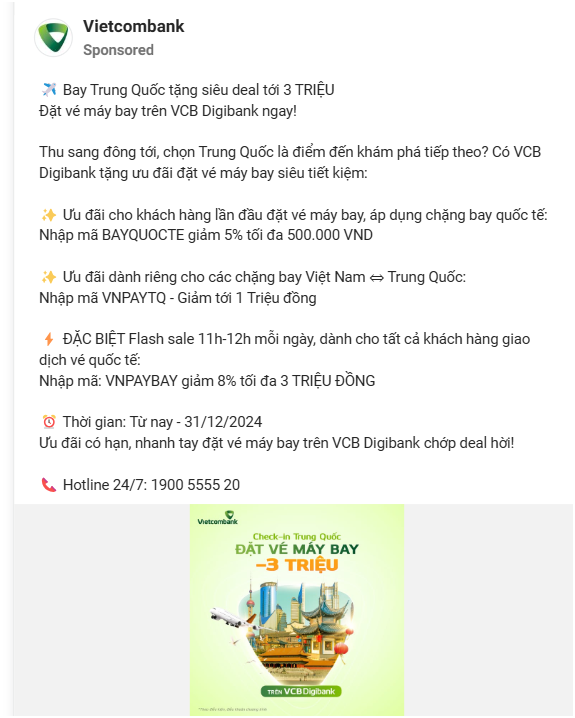 Vietcombank
Sponsored
✈️ Bay Trung Quốc tặng siêu deal tới 3 TRIỆU
Đặt vé máy bay trên VCB Digibank ngay!
Thu sang đông tới, chọn Trung Quốc là điểm đến khám phá tiếp theo? Có VCB
Digibank tặng ưu đãi đặt vé máy bay siêu tiết kiệm:
✨ Ưu đãi cho khách hàng lần đầu đặt vé máy bay, áp dụng chặng bay quốc tế:
Nhập mã BAYQUOCTE giảm 5% tối đa 500.000 VND
✨ Ưu đãi dành riêng cho các chặng bay Việt Nam ⇔ Trung Quốc:
Nhập mã VNPAYTQ - Giảm tới 1 Triệu đồng
⚡ ĐẶC BIỆT Flash sale 11h-12h mỗi ngày, dành cho tất cả khách hàng giao
dịch vé quốc tế:
Nhập mã: VNPAYBAY giảm 8% tối đa 3 TRIỆU ĐỒNG
⏰ Thời gian: Từ nay - 31/12/2024
Ưu đãi có hạn, nhanh tay đặt vé máy bay trên VCB Digibank chớp deal hời!
📞 Hotline 24/7: 1900 5555 20
Vietcombank
Check-in Trung Quốc
ĐẶT VÉ MÁY BAY
-3 TRIỆU
TRÊN VCB Digibank